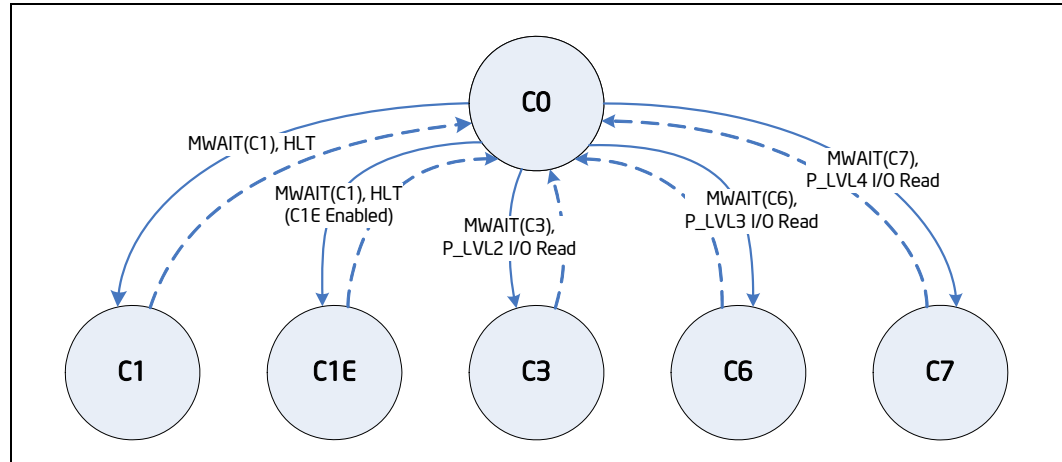 C0
MWAIT(C1), HLT
MWAIT(C1), HLT
(C1E Enabled)
MWAIT(C3),
P_LVL2 I/O Read
MWAIT(C6),
P_LVL3 I/O Read
MWAIT(C7),
P_LVL4 I/O Read
C1
C1E
C3
C6
C7